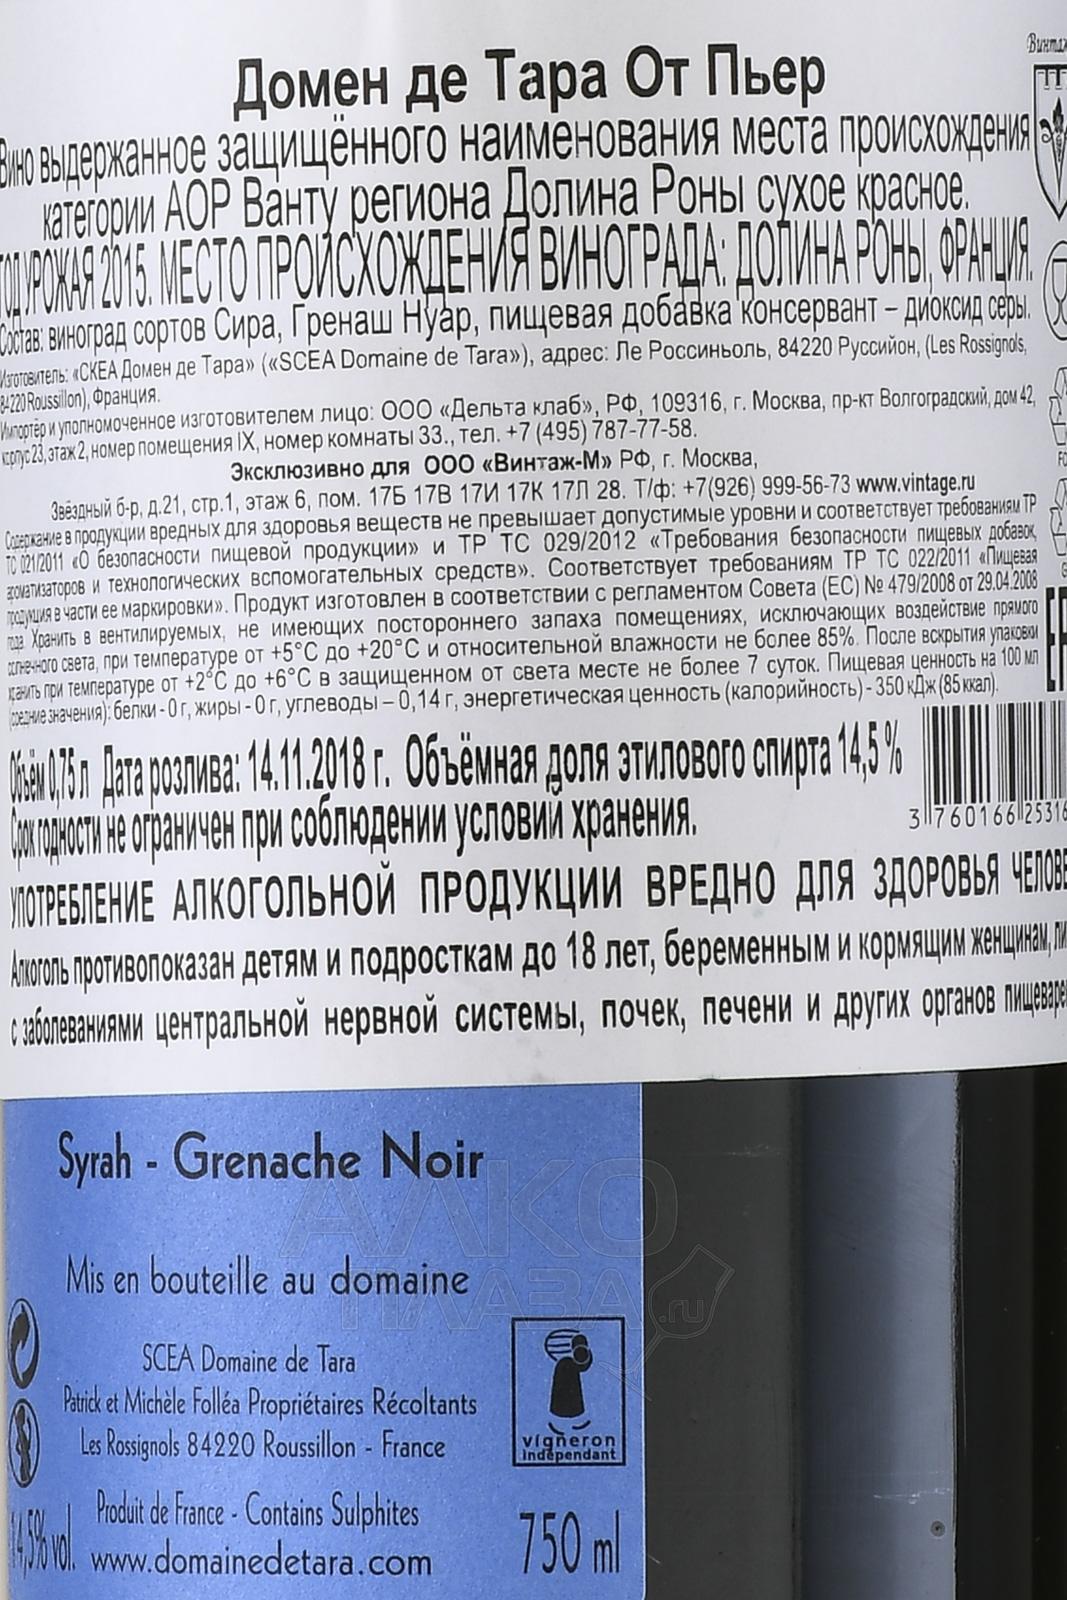 Винтаж
Домен де Тара От Пьер
Вино выдержанное защищённого наименования места происхождения
категории АОР Ванту региона Долина Роны сухое красное.
ГОД УРОЖАЯ 2015. МЕСТО ПРОИСХОЖДЕНИЯ ВИНОГРАДА: ДОЛИНА РОНЫ, ФРАНЦИЯ.
Состав: виноград сортов Сира, Гренаш Нуар, пищевая добавка консервант – диоксид серы.
Изготовитель: «СКЕА Домен де Тара» («SCEA Domaine de Tara»), адрес: Ле Россиньоль, 84220 Руссийон, (Les Rossignols,
84220 Roussillon), Франция.
Импортёр и уполномоченное изготовителем лицо: ООО «Дельта клаб», РФ, 109316, г. Москва, пр-кт Волгоградский, дом 42,
корпус 23, этаж 2, номер помещения IX, номер комнаты 33., тел. +7 (495) 787-77-58.
Эксклюзивно для ООО «Винтаж-М» РФ, г. Москва,
Звёздный б-р, д.21, стр.1, этаж 6, пом. 17Б 17В 17И 17К 17Л 28. Т/ф: +7(926) 999-56-73 www.vintage.ru
Содержание в продукции вредных для здоровья веществ не превышает допустимые уровни и соответствует требованиям ТР
ТС 021/2011 «О безопасности пищевой продукции» и ТР ТС 029/2012 «Требования безопасности пищевых добавок,
ароматизаторов и технологических вспомогательных средств». Соответствует требованиям ТР ТС 022/2011 «Пищевая
продукция в части ее маркировки». Продукт изготовлен в соответствии с регламентом Совета (ЕС) № 479/2008 от 29.04.2008
года. Хранить в вентилируемых, не имеющих постороннего запаха помещениях, исключающих воздействие прямого
солнечного света, при температуре от +5°С до +20°С и относительной влажности не более 85%. После вскрытия упаковки
хранить при температуре от +2°С до +6°С в защищенном от света месте не более 7 суток. Пищевая ценность на 100 мл
(средние значения): белки - 0 г, жиры - 0 г, углеводы – 0,14 г, энергетическая ценность (калорийность) - 350 кДж (85 ккал).
Объём 0,75 л Дата розлива: 14.11.2018 г. Объёмная доля этилового спирта 14,5 %
Срок годности не ограничен при соблюдении условий хранения.
3 760166 25316
УПОТРЕБЛЕНИЕ АЛКОГОЛЬНОЙ ПРОДУКЦИИ ВРЕДНО ДЛЯ ЗДОРОВЬЯ ЧЕЛОВЕ
Алкоголь противопоказан детям и подросткам до 18 лет, беременным и кормящим женщинам, ли
с заболеваниями центральной нервной системы, почек, печени и других органов пищеваре
Syrah - Grenache Noir
Mis en bouteille au domaine
SCEA Domaine de Tara
Patrick et Michèle Folléa Propriétaires Récoltants
Les Rossignols 84220 Roussillon - France
vigneron
indépendant
Produit de France - Contains Sulphites
14,5% vol.
www.domainedetara.com
750 ml
АЛКО
ПЛАЗА
.ru